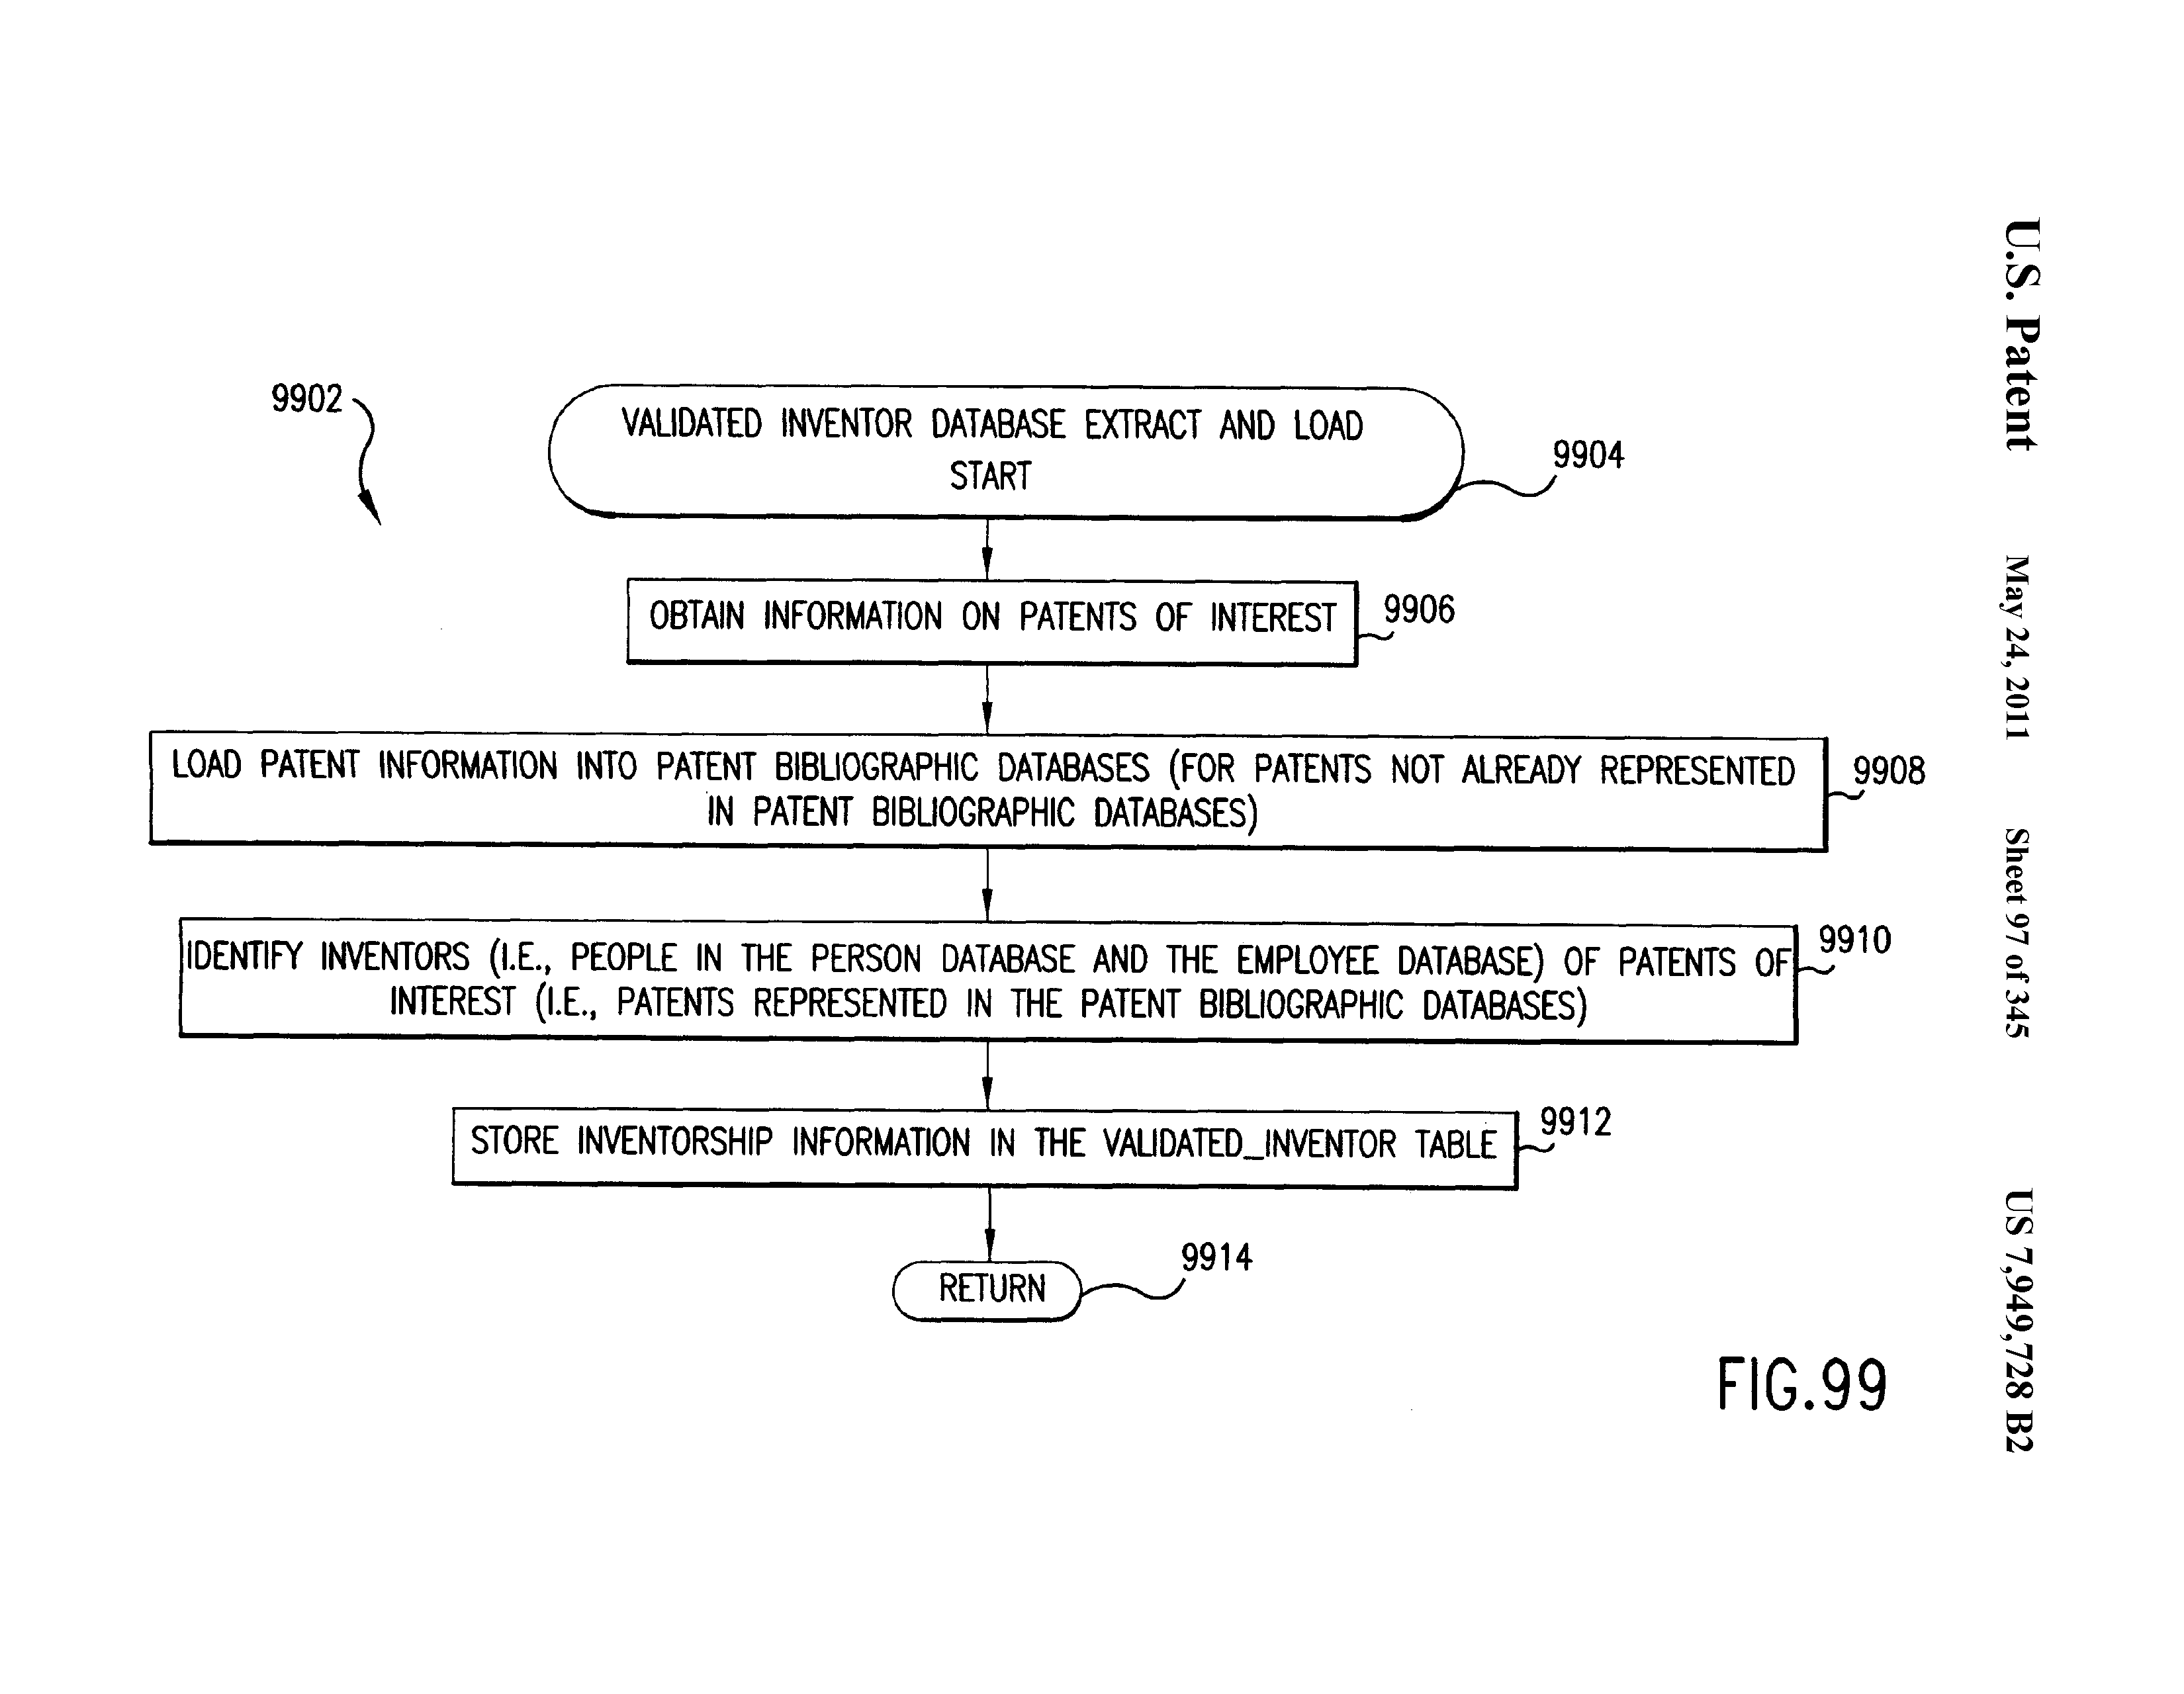 U.S. Patent May 24, 2011 Sheet 97 of 345 US 7,949,728 B2
9902
VALIDATED INVENTOR DATABASE EXTRACT AND LOAD
START
9904
OBTAIN INFORMATION ON PATENTS OF INTEREST
9906
LOAD PATENT INFORMATION INTO PATENT BIBLIOGRAPHIC DATABASES (FOR PATENTS NOT ALREADY REPRESENTED
IN PATENT BIBLIOGRAPHIC DATABASES)
9908
IDENTIFY INVENTORS (I.E., PEOPLE IN THE PERSON DATABASE AND THE EMPLOYEE DATABASE) OF PATENTS OF
INTEREST (I.E., PATENTS REPRESENTED IN THE PATENT BIBLIOGRAPHIC DATABASES)
9910
STORE INVENTORSHIP INFORMATION IN THE VALIDATED_INVENTOR TABLE
9912
RETURN
9914
FIG.99